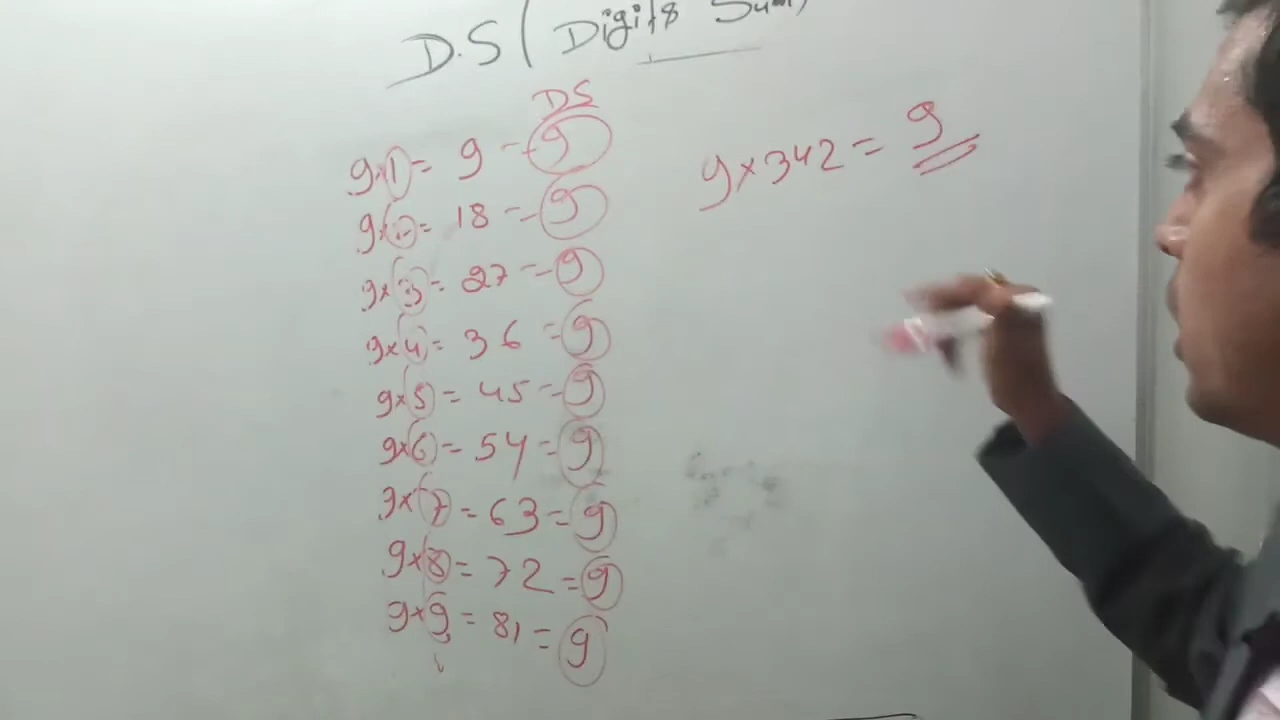 D.S ( Digits Sum)
DS
9×1 = 9 - 9
9×2 = 18 = 9
9×3 = 27 - 9
9×4 = 36 = 9
9×5 = 45 = 9
9×6 = 54 = 9
9×7 = 63 = 9
9×8 = 72 = 9
9×9 = 81 = 9
9×342 = 9